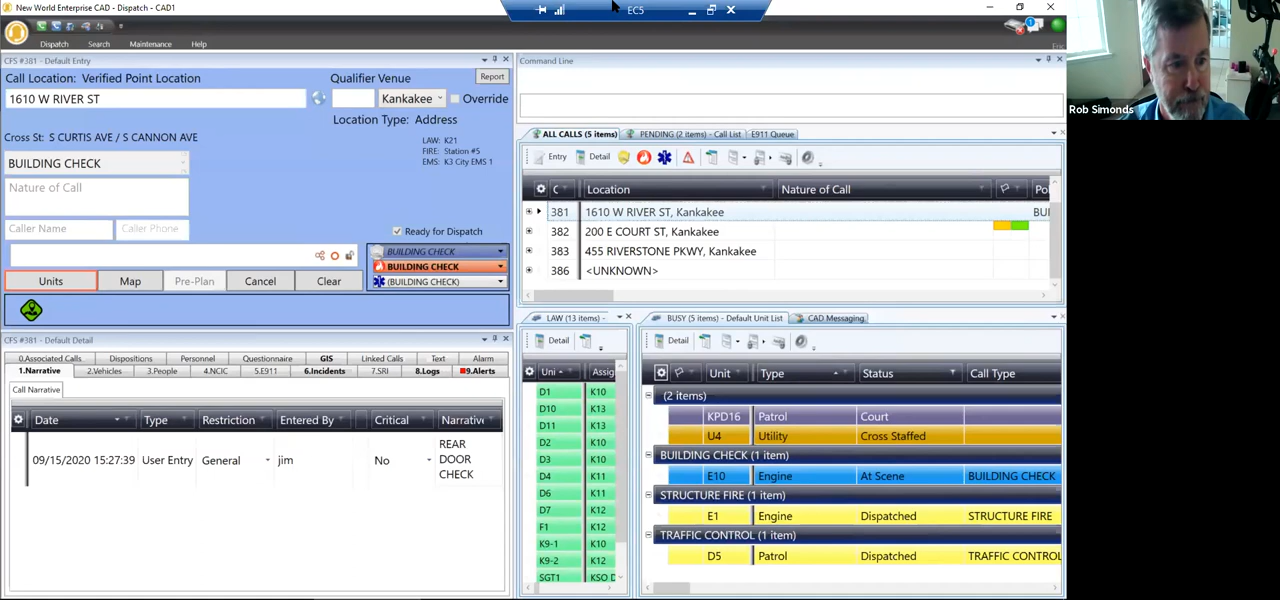 New World Enterprise CAD - Dispatch - CAD1
EC5
Dispatch Search Maintenance Help
CFS #381 - Default Entry
Call Location: Verified Point Location
Qualifier Venue
Report
1610 W RIVER ST
Kankakee
Override
Location Type: Address
Cross St: S CURTIS AVE / S CANNON AVE
LAW: K21
FIRE: Station #5
EMS: K3 City EMS 1
BUILDING CHECK
Nature of Call
Caller Name
Caller Phone
Ready for Dispatch
BUILDING CHECK
BUILDING CHECK
(BUILDING CHECK)
Units Map Pre-Plan Cancel Clear
CFS #381 - Default Detail
0.Associated Calls Dispositions Personnel Questionnaire GIS Linked Calls Text Alarm
1.Narrative 2.Vehicles 3.People 4.NCIC 5.E911 6.Incidents 7.SRI 8.Logs 9.Alerts
Call Narrative
Date Type Restriction Entered By Critical Narrative
09/15/2020 15:27:39 User Entry General jim No REAR
DOOR
CHECK
Command Line
ALL CALLS (5 items) PENDING (2 items) - Call List E911 Queue
Entry Detail
C Location Nature of Call
381 1610 W RIVER ST, Kankakee
382 200 E COURT ST, Kankakee
383 455 RIVERSTONE PKWY, Kankakee
386 <UNKNOWN>
LAW (13 items) -
Detail
Uni Assig
D1 K10
D10 K13
D11 K13
D2 K10
D3 K10
D4 K11
D6 K11
D7 K12
F1 K12
K9-1 K10
K9-2 K12
SGT1 KSO D
BUSY (5 items) - Default Unit List CAD Messaging
Detail
Unit Type Status Call Type
(2 items)
KPD16 Patrol Court
U4 Utility Cross Staffed
BUILDING CHECK (1 item)
E10 Engine At Scene BUILDING CHECK
STRUCTURE FIRE (1 item)
E1 Engine Dispatched STRUCTURE FIRE
TRAFFIC CONTROL (1 item)
D5 Patrol Dispatched TRAFFIC CONTROL
Rob Simonds